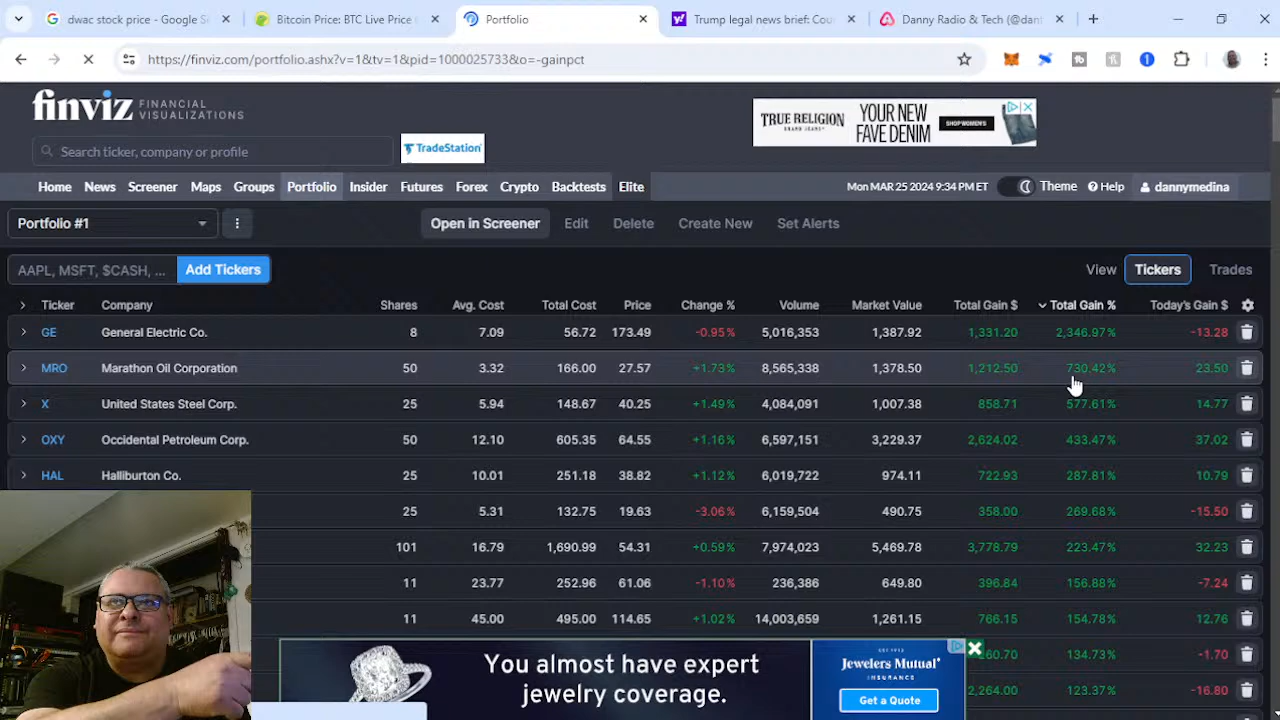 dwac stock price - Google S
Bitcoin Price: BTC Live Price
Portfolio
Trump legal news brief: Cou
Danny Radio & Tech (@dan
https://finviz.com/portfolio.ashx?v=1&tv=1&pid=1000025733&o=-gainpct
finviz FINANCIAL VISUALIZATIONS
TRUE RELIGION BRAND JEANS YOUR NEW FAVE DENIM SHOP WOMENS
Search ticker, company or profile
TradeStation
Home News Screener Maps Groups Portfolio Insider Futures Forex Crypto Backtests Elite
Mon MAR 25 2024 9:34 PM ET Theme Help dannymedina
Portfolio #1 Open in Screener Edit Delete Create New Set Alerts
AAPL, MSFT, $CASH, ... Add Tickers View Tickers Trades
Ticker Company Shares Avg. Cost Total Cost Price Change % Volume Market Value Total Gain $ Total Gain % Today's Gain $
GE General Electric Co. 8 7.09 56.72 173.49 -0.95% 5,016,353 1,387.92 1,331.20 2,346.97% -13.28
MRO Marathon Oil Corporation 50 3.32 166.00 27.57 +1.73% 8,565,338 1,378.50 1,212.50 730.42% 23.50
X United States Steel Corp. 25 5.94 148.67 40.25 +1.49% 4,084,091 1,007.38 858.71 577.61% 14.77
OXY Occidental Petroleum Corp. 50 12.10 605.35 64.55 +1.16% 6,597,151 3,229.37 2,624.02 433.47% 37.02
HAL Halliburton Co. 25 10.01 251.18 38.82 +1.12% 6,019,722 974.11 722.93 287.81% 10.79
25 5.31 132.75 19.63 -3.06% 6,159,504 490.75 358.00 269.68% -15.50
101 16.79 1,690.99 54.31 +0.59% 7,974,023 5,469.78 3,778.79 223.47% 32.23
11 23.77 252.96 61.06 -1.10% 236,386 649.80 396.84 156.88% -7.24
11 45.00 495.00 114.65 +1.02% 14,003,659 1,261.15 766.15 154.78% 12.76
260.70 134.73% -1.70
2,264.00 123.37% -16.80
You almost have expert
jewelry coverage.
Jewelers Mutual
INSURANCE
Get a Quote